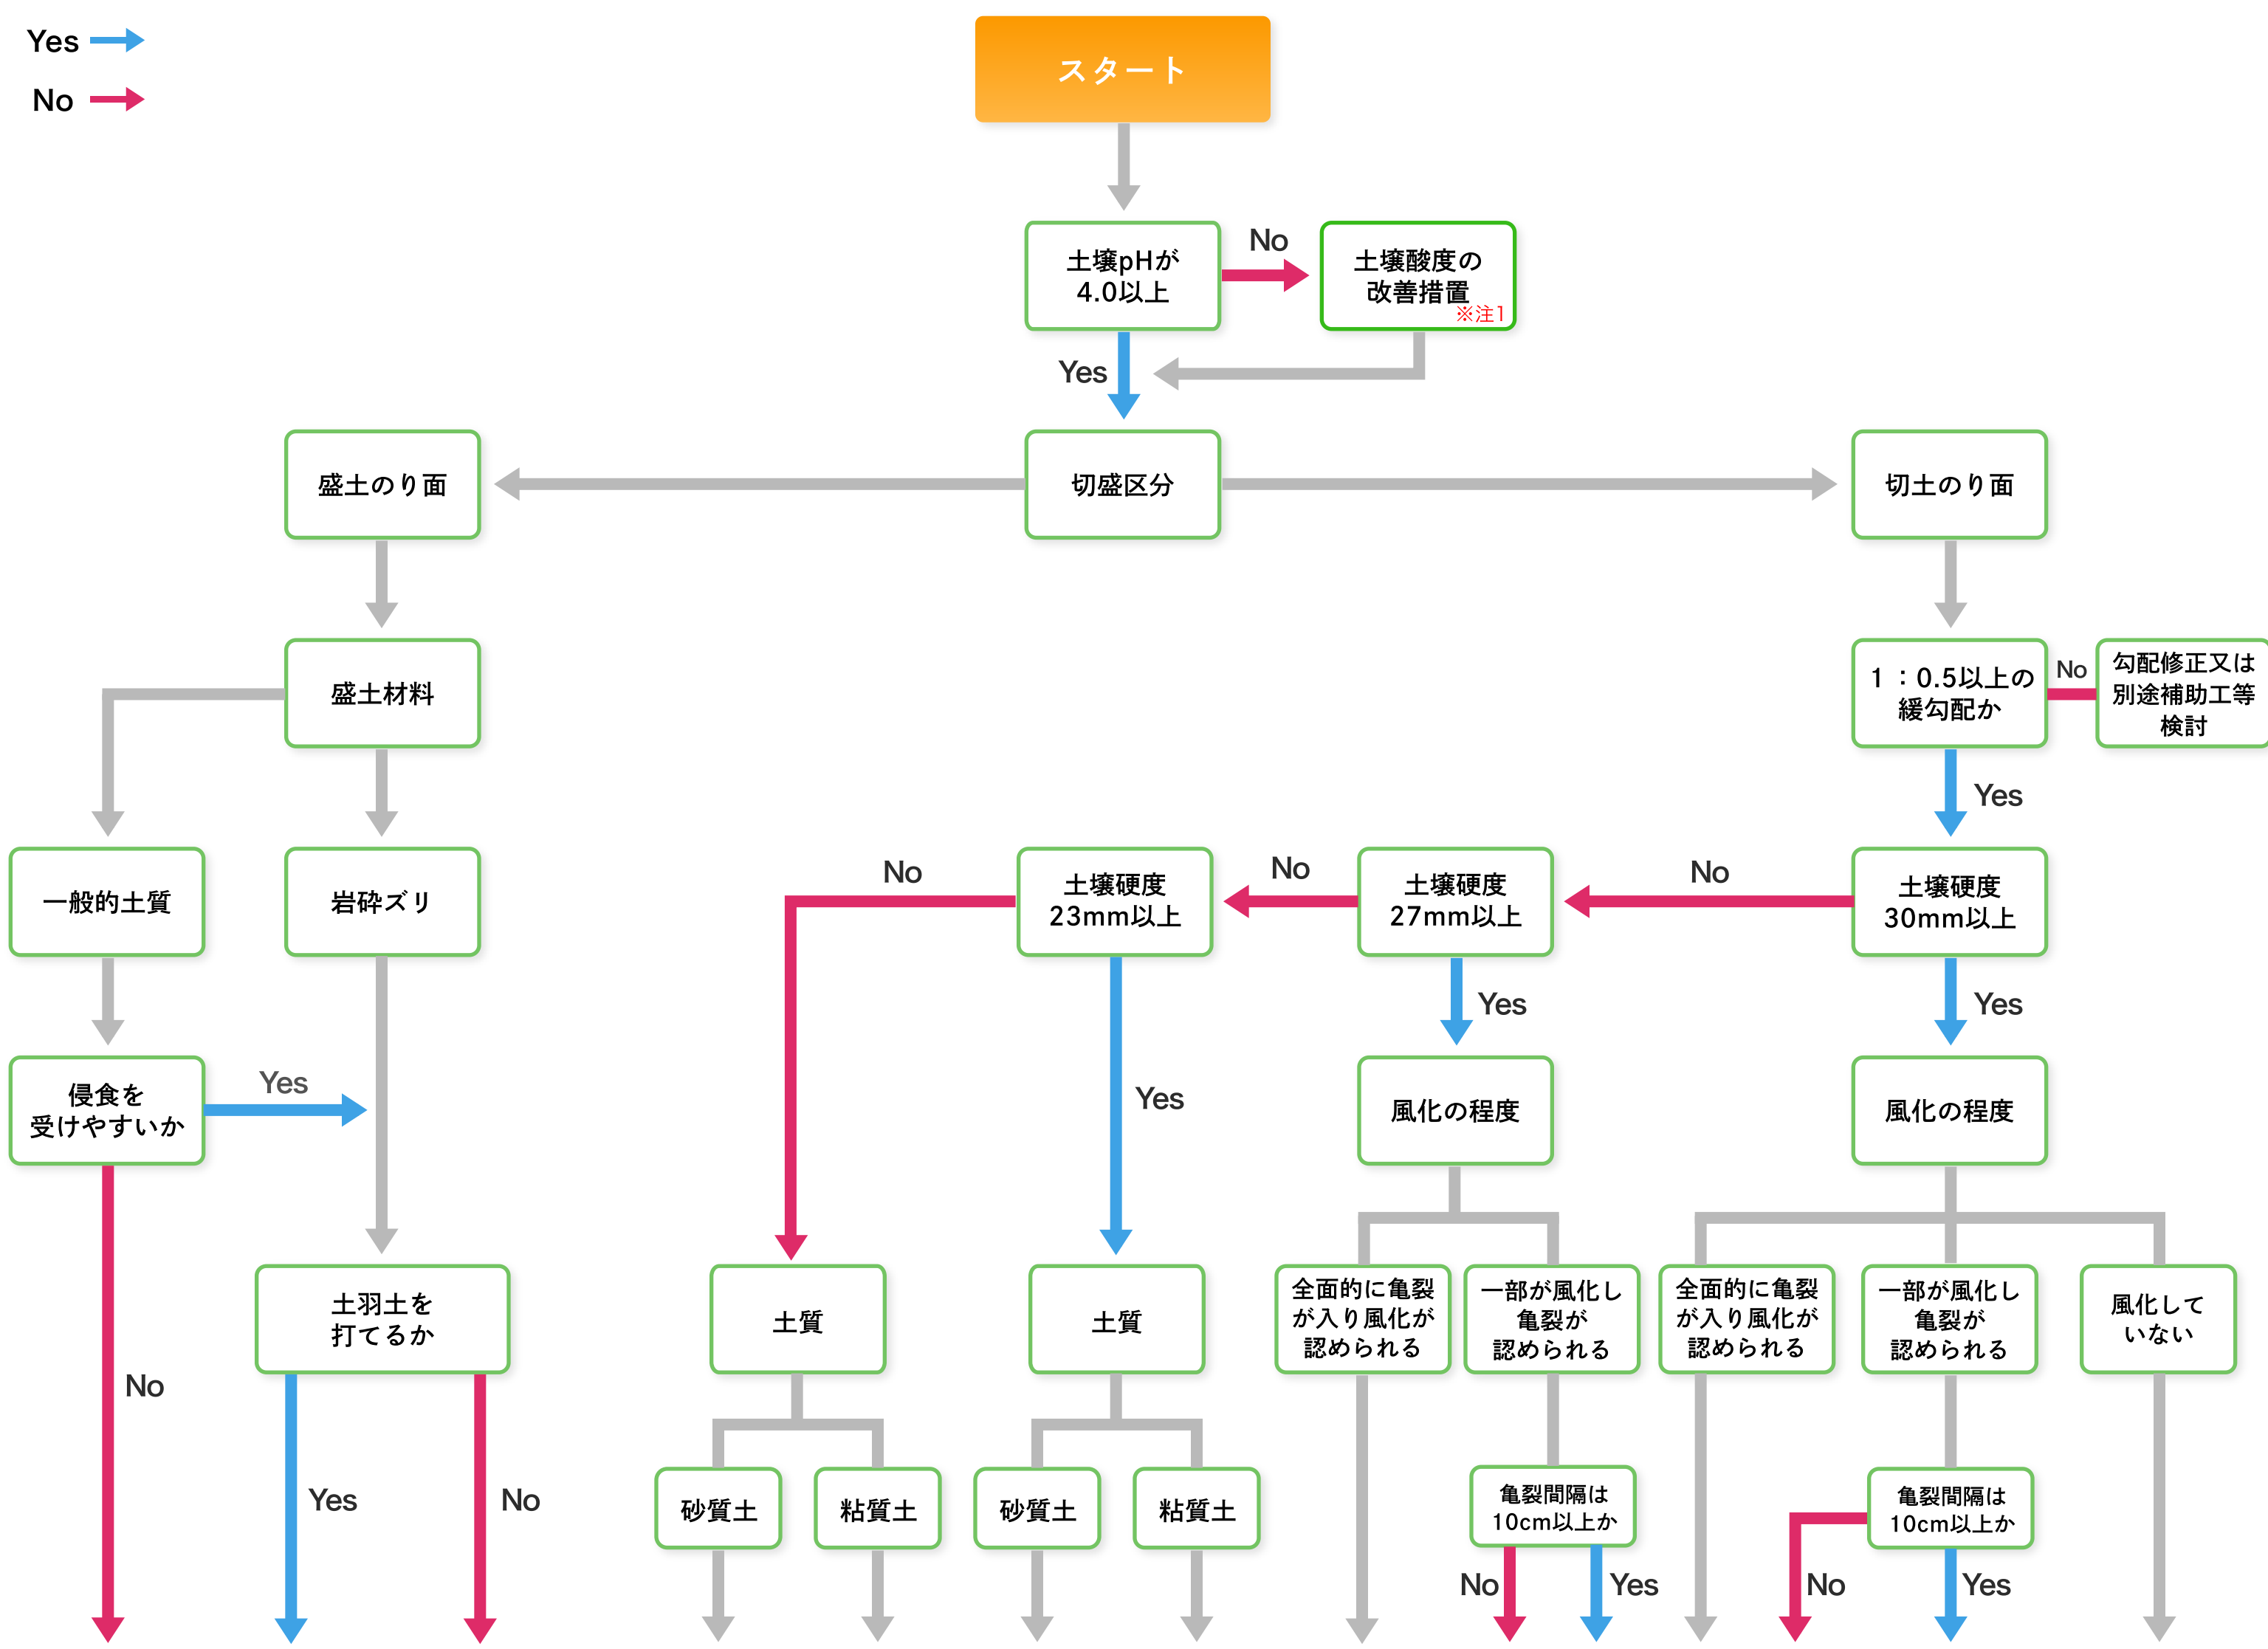 Yes
No
スタート
土壌pHが
4.0以上
No
土壌酸度の
改善措置
※注1
Yes
盛土のり面
切盛区分
切土のり面
盛土材料
1：0.5以上の
緩勾配か
No
勾配修正又は
別途補助工等
検討
Yes
一般的土質
岩砕ズリ
No
土壌硬度
23mm以上
No
土壌硬度
27mm以上
No
土壌硬度
30mm以上
Yes
Yes
侵食を
受けやすいか
Yes
Yes
風化の程度
風化の程度
土羽土を
打てるか
土質
土質
全面的に亀裂
が入り風化が
認められる
一部が風化し
亀裂が
認められる
全面的に亀裂
が入り風化が
認められる
一部が風化し
亀裂が
認められる
風化して
いない
No
Yes
No
砂質土
粘質土
砂質土
粘質土
亀裂間隔は
10cm以上か
亀裂間隔は
10cm以上か
No
Yes
No
Yes